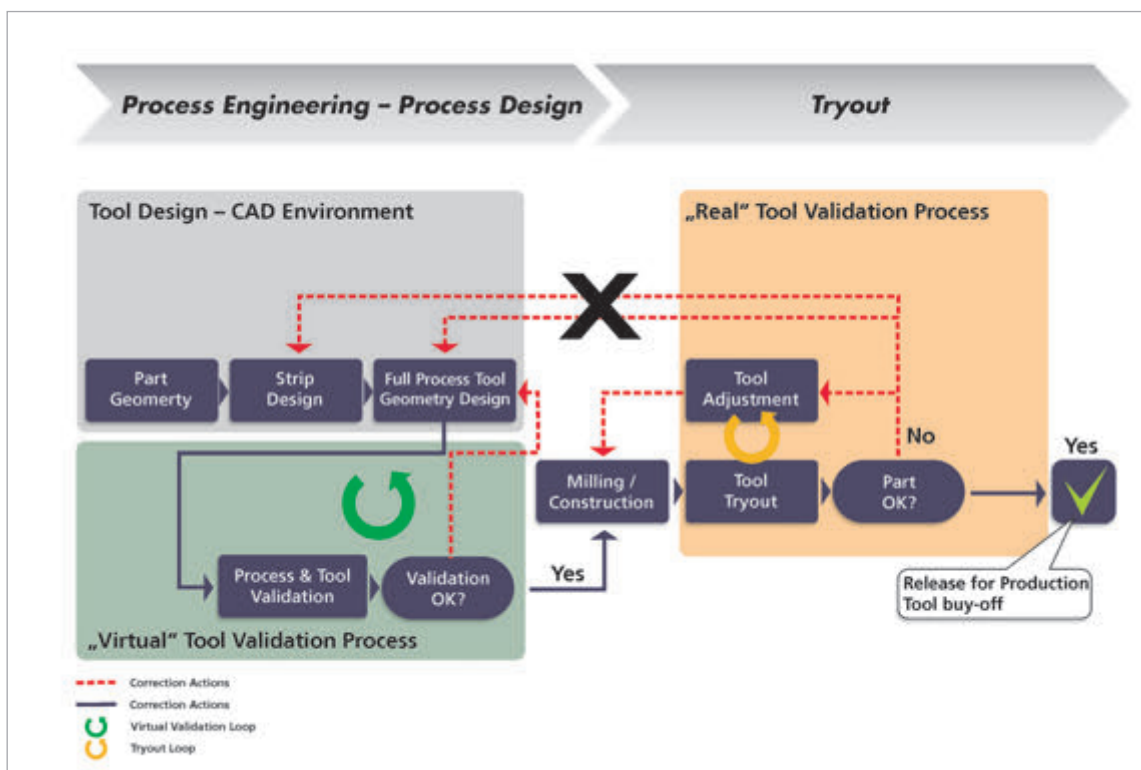 Process Engineering – Process Design
Tryout
Tool Design – CAD Environment
„Real“ Tool Validation Process
X
Part
Geomerty
Strip
Design
Full Process Tool
Geometry Design
Tool
Adjustment
No
Yes
Milling /
Construction
Tool
Tryout
Part
OK?
Process & Tool
Validation
Validation
OK?
Yes
Release for Production
Tool buy-off
„Virtual“ Tool Validation Process
Correction Actions
Correction Actions
Virtual Validation Loop
Tryout Loop